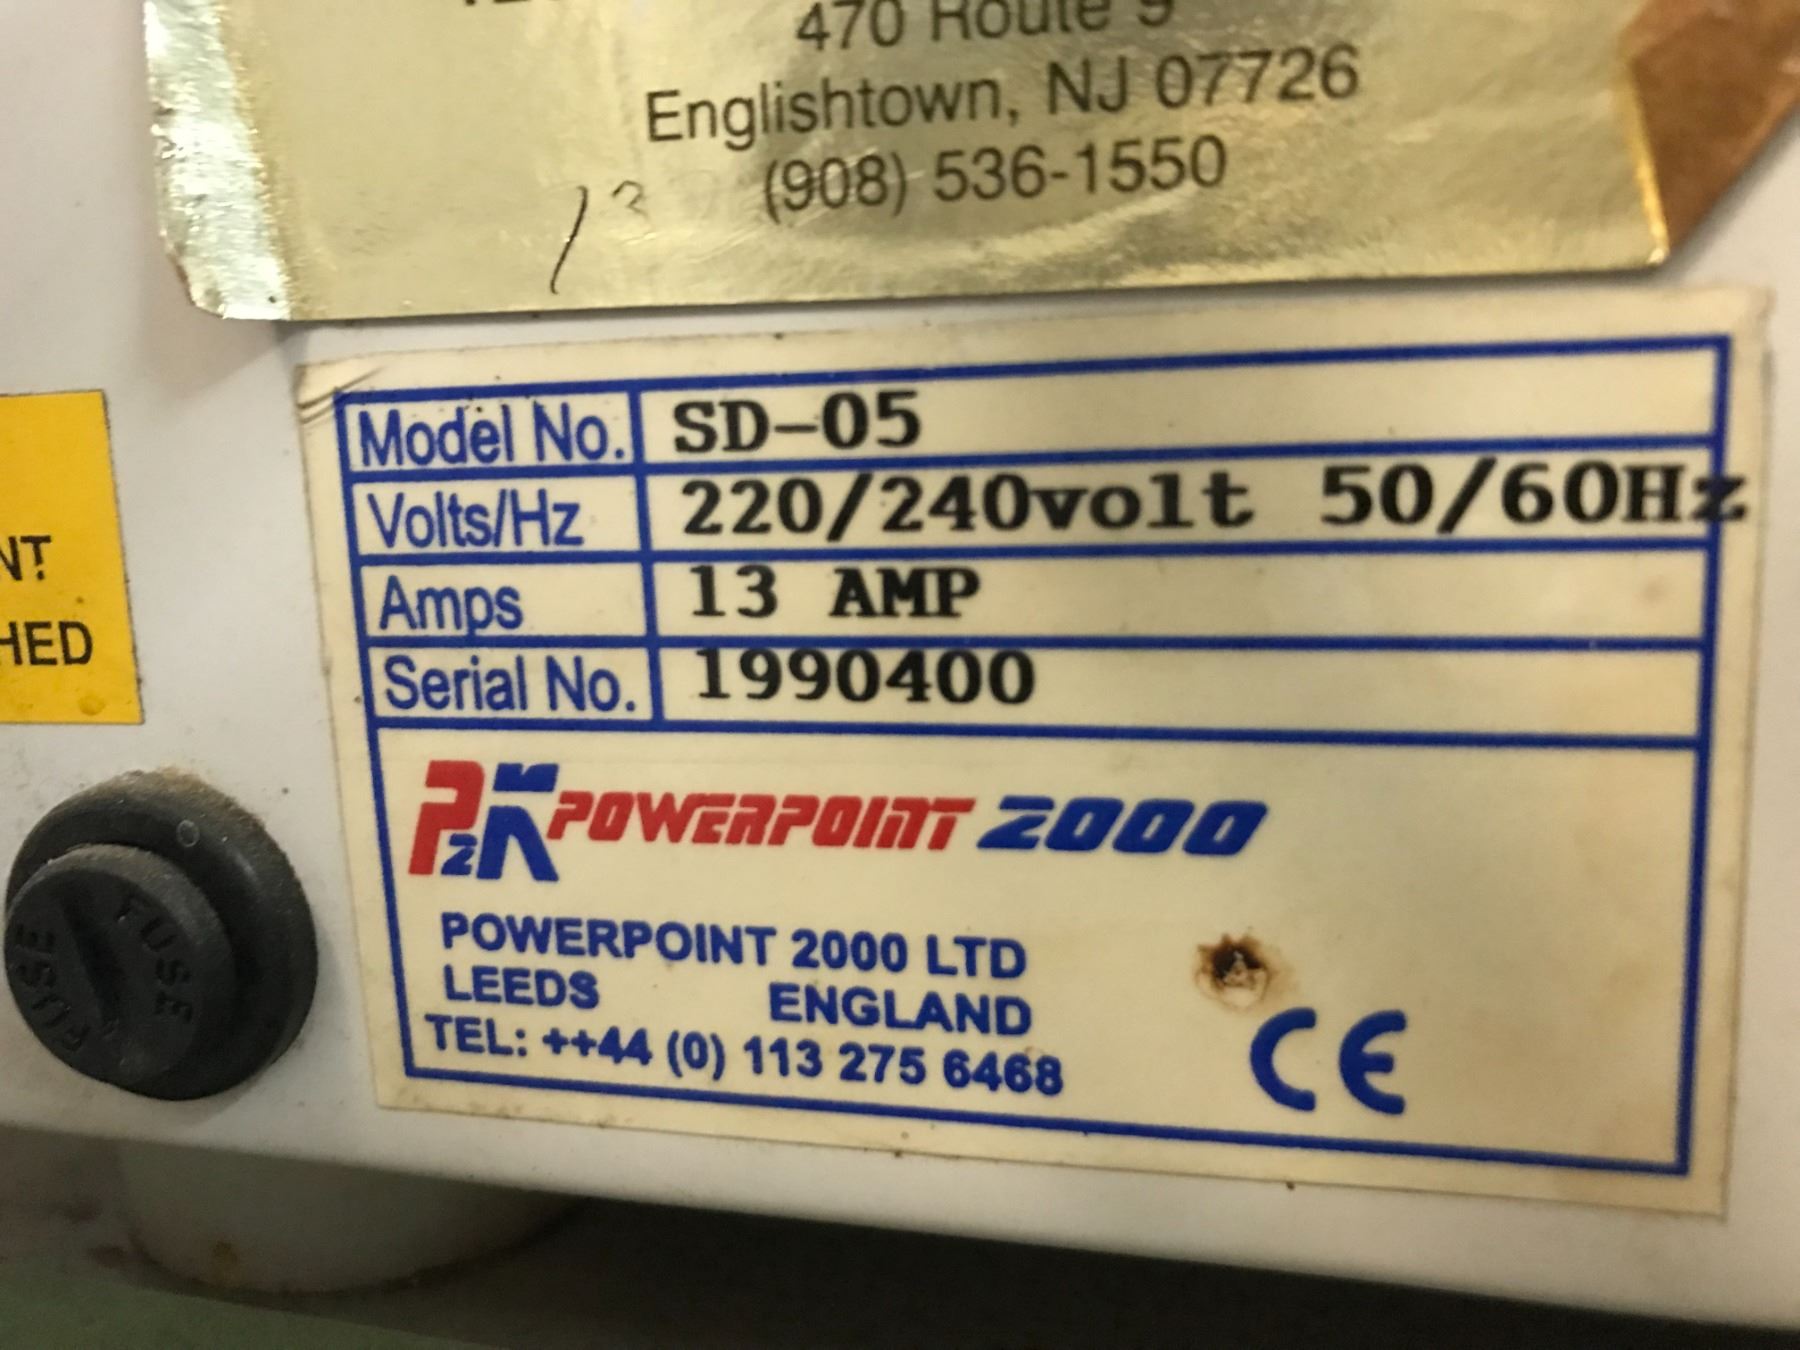 470 Route 9
Englishtown, NJ 07726
(908) 536-1550
13
Model No. SD-05
Volts/Hz 220/240volt 50/60Hz
Amps 13 AMP
Serial No. 1990400
P2K POWERPOINT 2000
POWERPOINT 2000 LTD
LEEDS ENGLAND
TEL: ++44 (0) 113 275 6468
CE
NT
HED
FUSE
FUSE